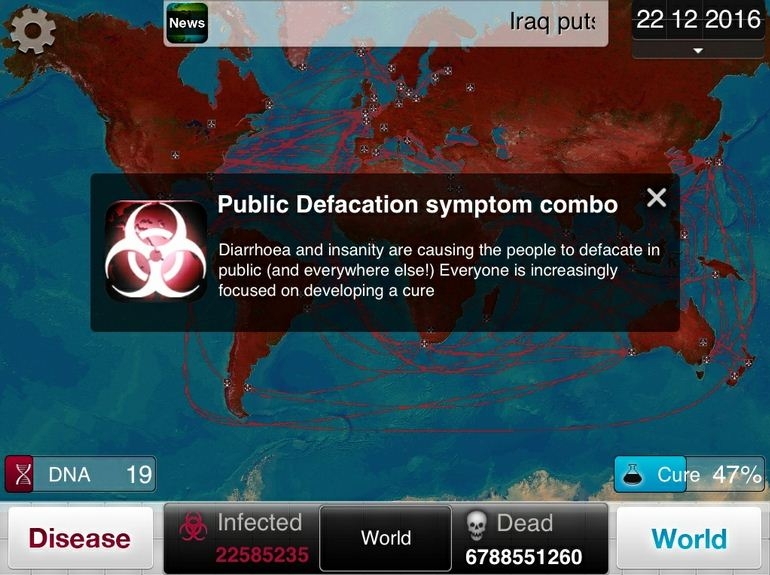 News
Iraq puts
22 12 2016
Public Defacation symptom combo
Diarrhoea and insanity are causing the people to defacate in
public (and everywhere else!) Everyone is increasingly
focused on developing a cure
DNA 19
Cure 47%
Disease
Infected
22585235
World
Dead
6788551260
World